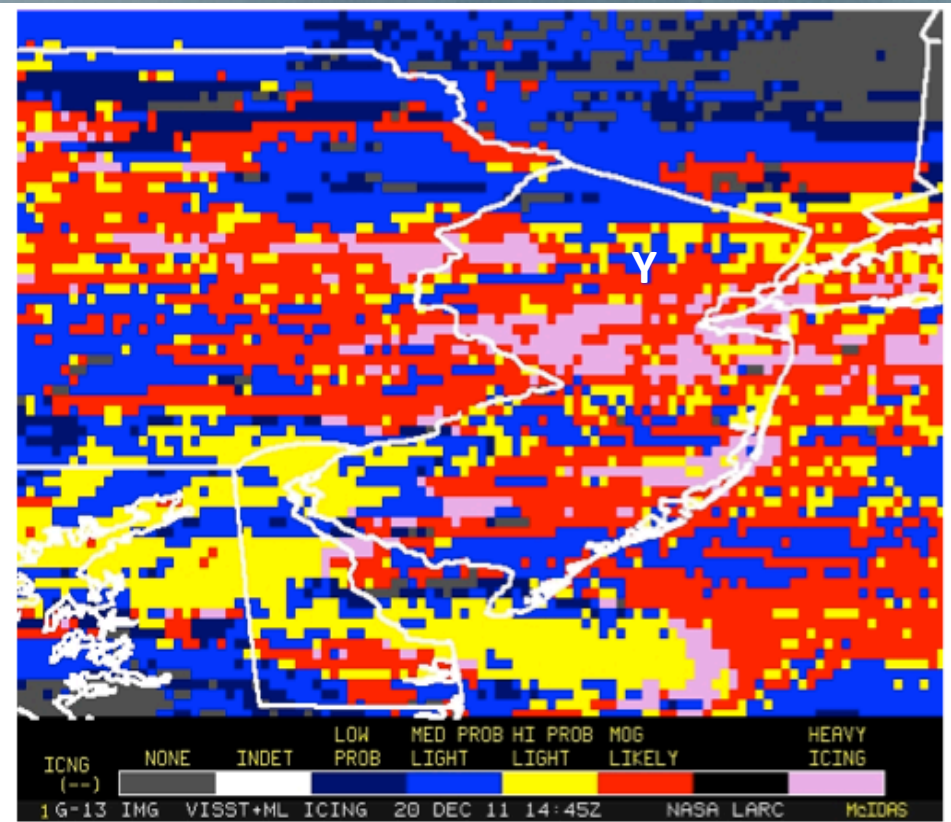 Y
LOW MED PROB HI PROB MOG HEAVY
ICNG NONE INDET PROB LIGHT LIGHT LIKELY ICING
(--)
1 G-13 IMG VISST+ML ICING 20 DEC 11 14:45Z NASA LARC McIDAS